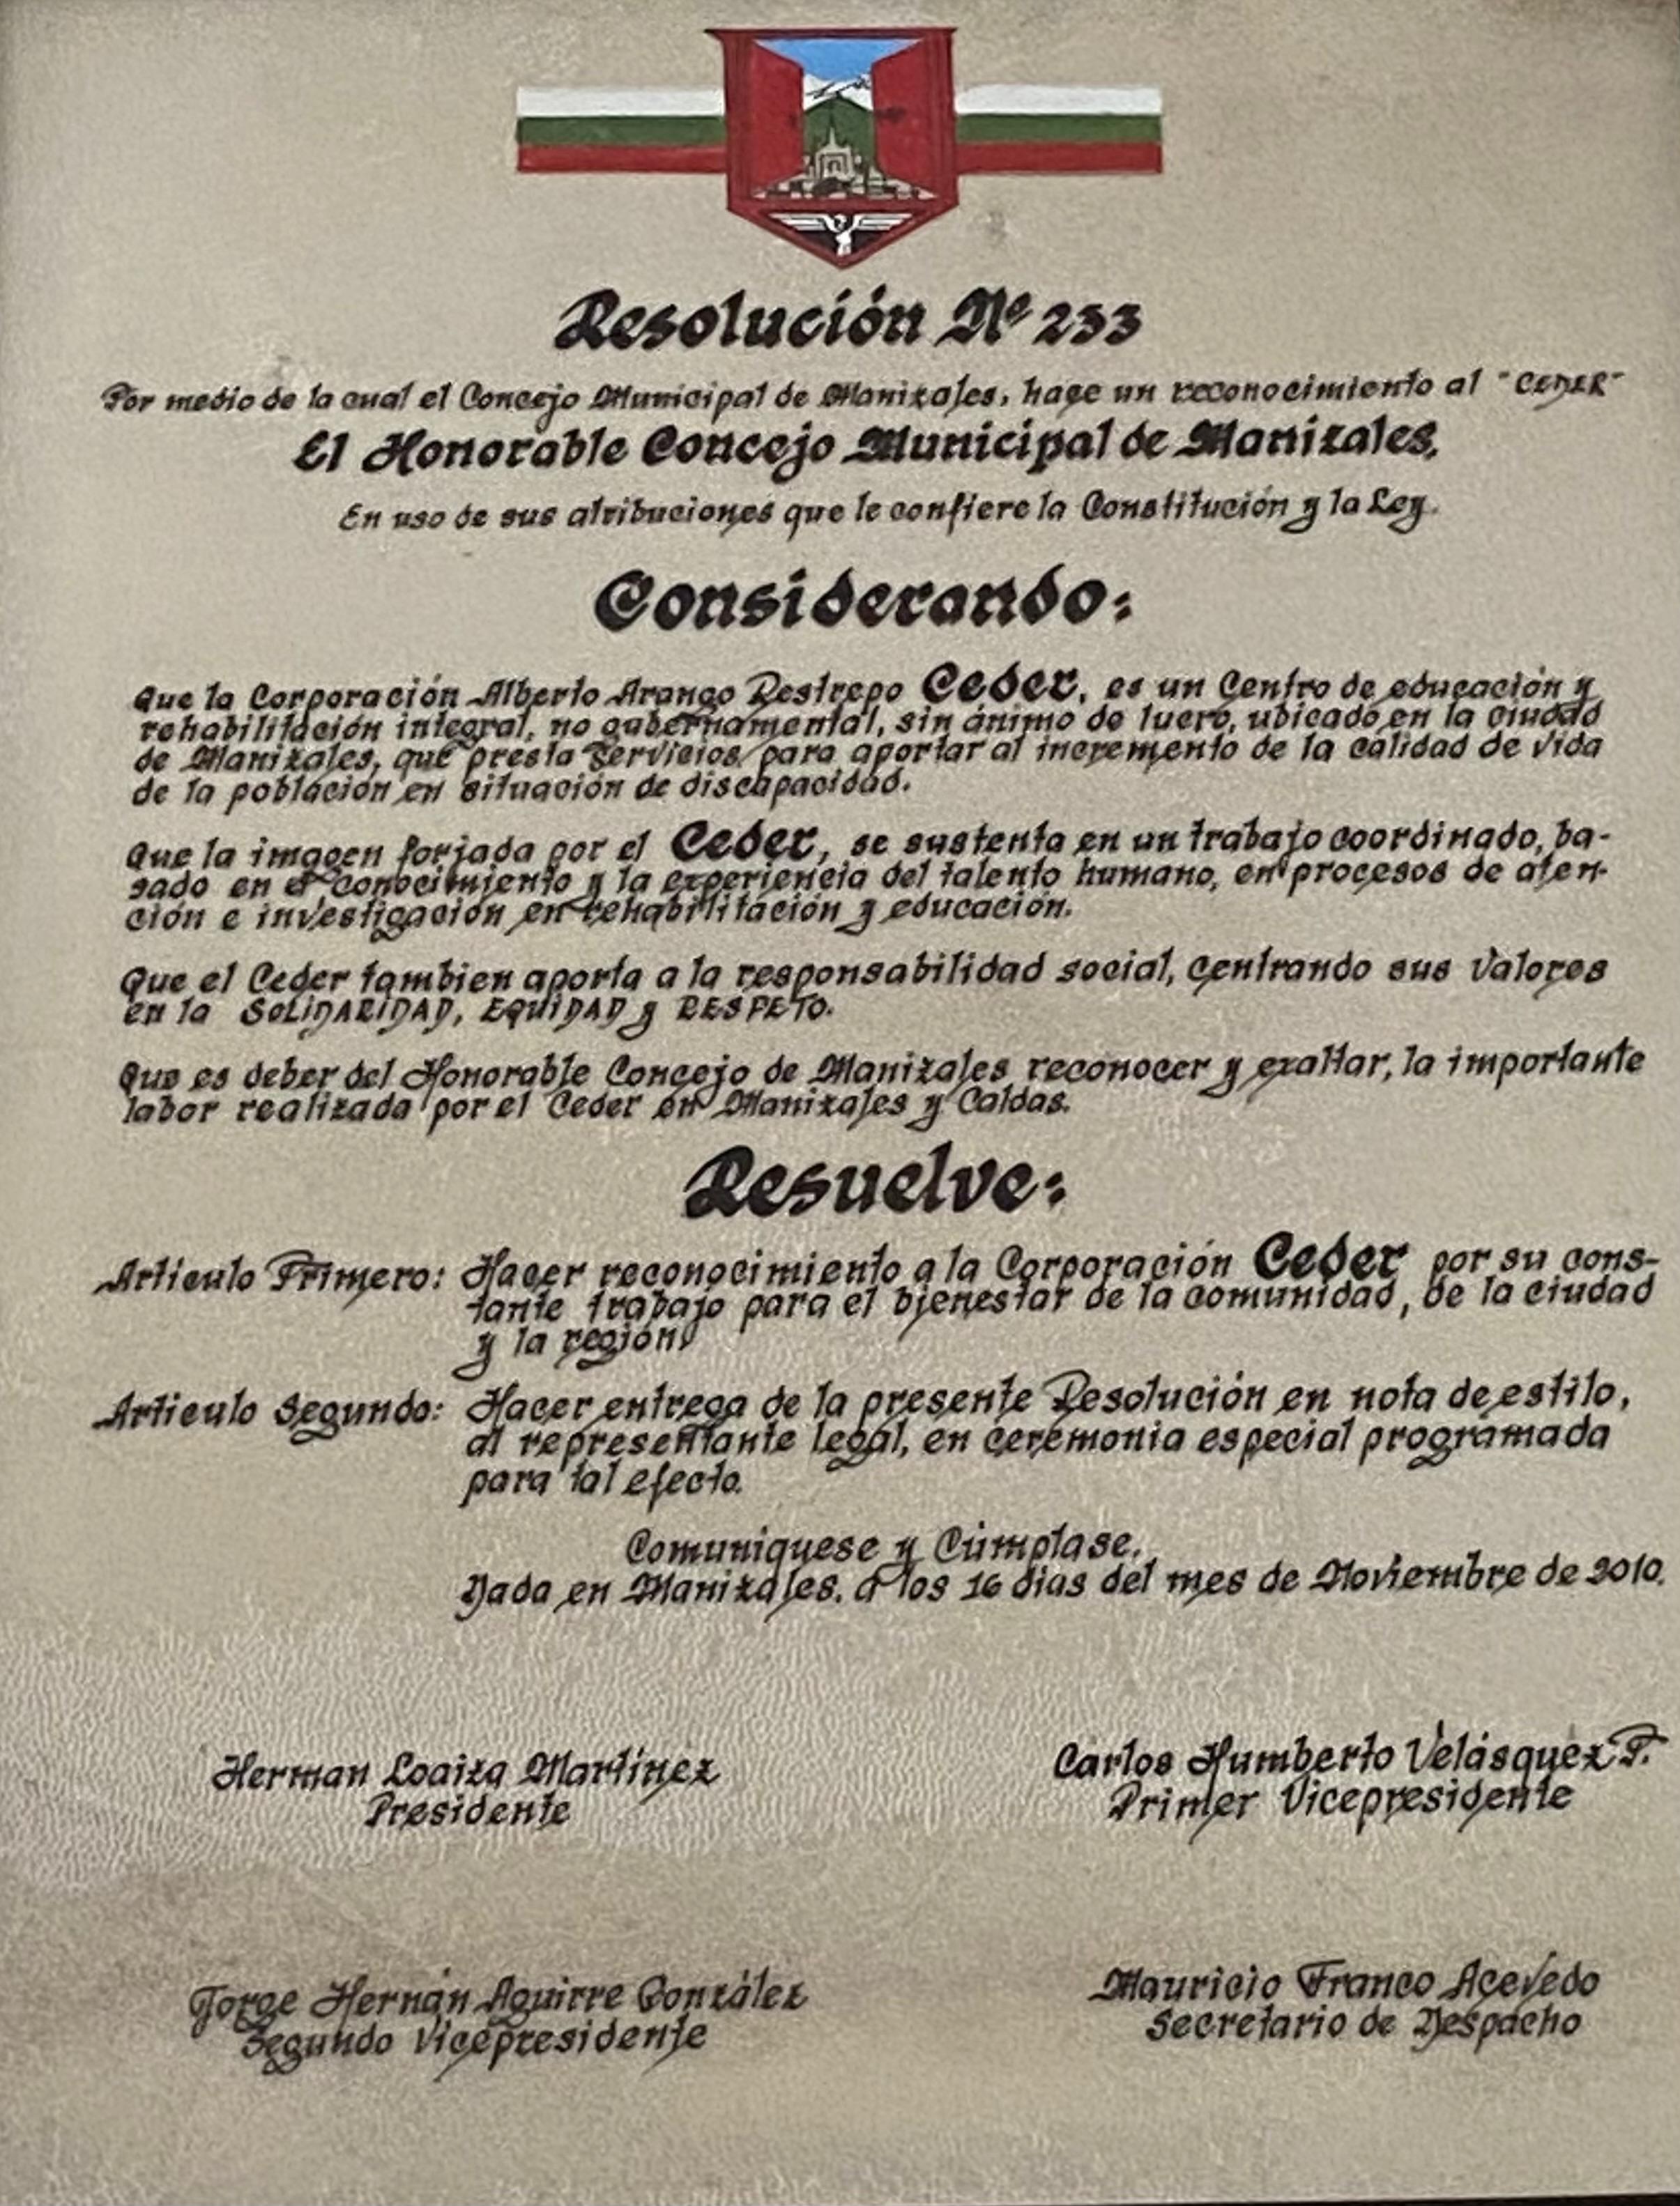 Resolución Nº 233
Por medio de la cual el Concejo Municipal de Manizales, hace un reconocimiento al "CEDER"
El Honorable Concejo Municipal de Manizales,
En uso de sus atribuciones que le confiere la Constitución y la Ley.
Considerando:
Que la Corporación Alberto Arango Restrepo Ceder, es un Centro de educación y
rehabilitación integral, no gubernamental, sin ánimo de lucro, ubicado en la ciudad
de Manizales, que presta Servicios para aportar al incremento de la calidad de vida
de la población en situación de discapacidad.
Que la imagen forjada por el Ceder, se sustenta en un trabajo coordinado, ba-
sado en el conocimiento y la experiencia del talento humano, en procesos de aten-
ción e investigación en rehabilitación y educación.
Que el Ceder tambien aporta a la responsabilidad social, centrando sus Valores
en la SOLIDARIDAD, EQUIDAD y RESPETO.
Que es deber del Honorable Concejo de Manizales reconocer y exaltar, la importante
labor realizada por el Ceder en Manizales y Caldas.
Resuelve:
Articulo Primero: Hacer reconocimiento a la Corporación Ceder por su cons-
tante trabajo para el bienestar de la comunidad, de la ciudad
y la región.
Articulo Segundo: Hacer entrega de la presente Resolución en nota de estilo,
al representante legal, en ceremonia especial programada
para tal efecto.
Comuniquese y Cúmplase.
Dada en Manizales. a los 16 dias del mes de Noviembre de 2010.
Herman Loaiza Martínez
Presidente
Carlos Humberto Velásquez P.
Primer Vicepresidente
Jorge Hernán Aguirre González
Segundo Vicepresidente
Mauricio Franco Acevedo
Secretario de Despacho